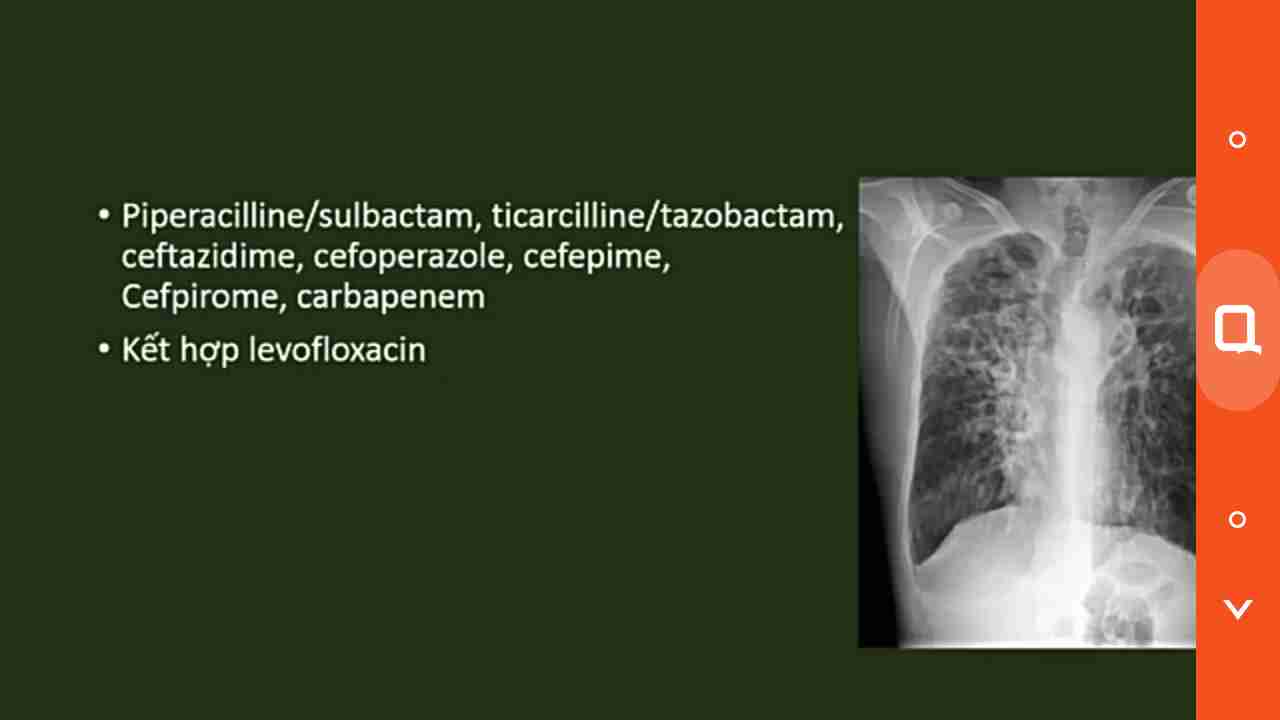 • Piperacilline/sulbactam, ticarcilline/tazobactam,
ceftazidime, cefoperazole, cefepime,
Cefpirome, carbapenem
• Kết hợp levofloxacin